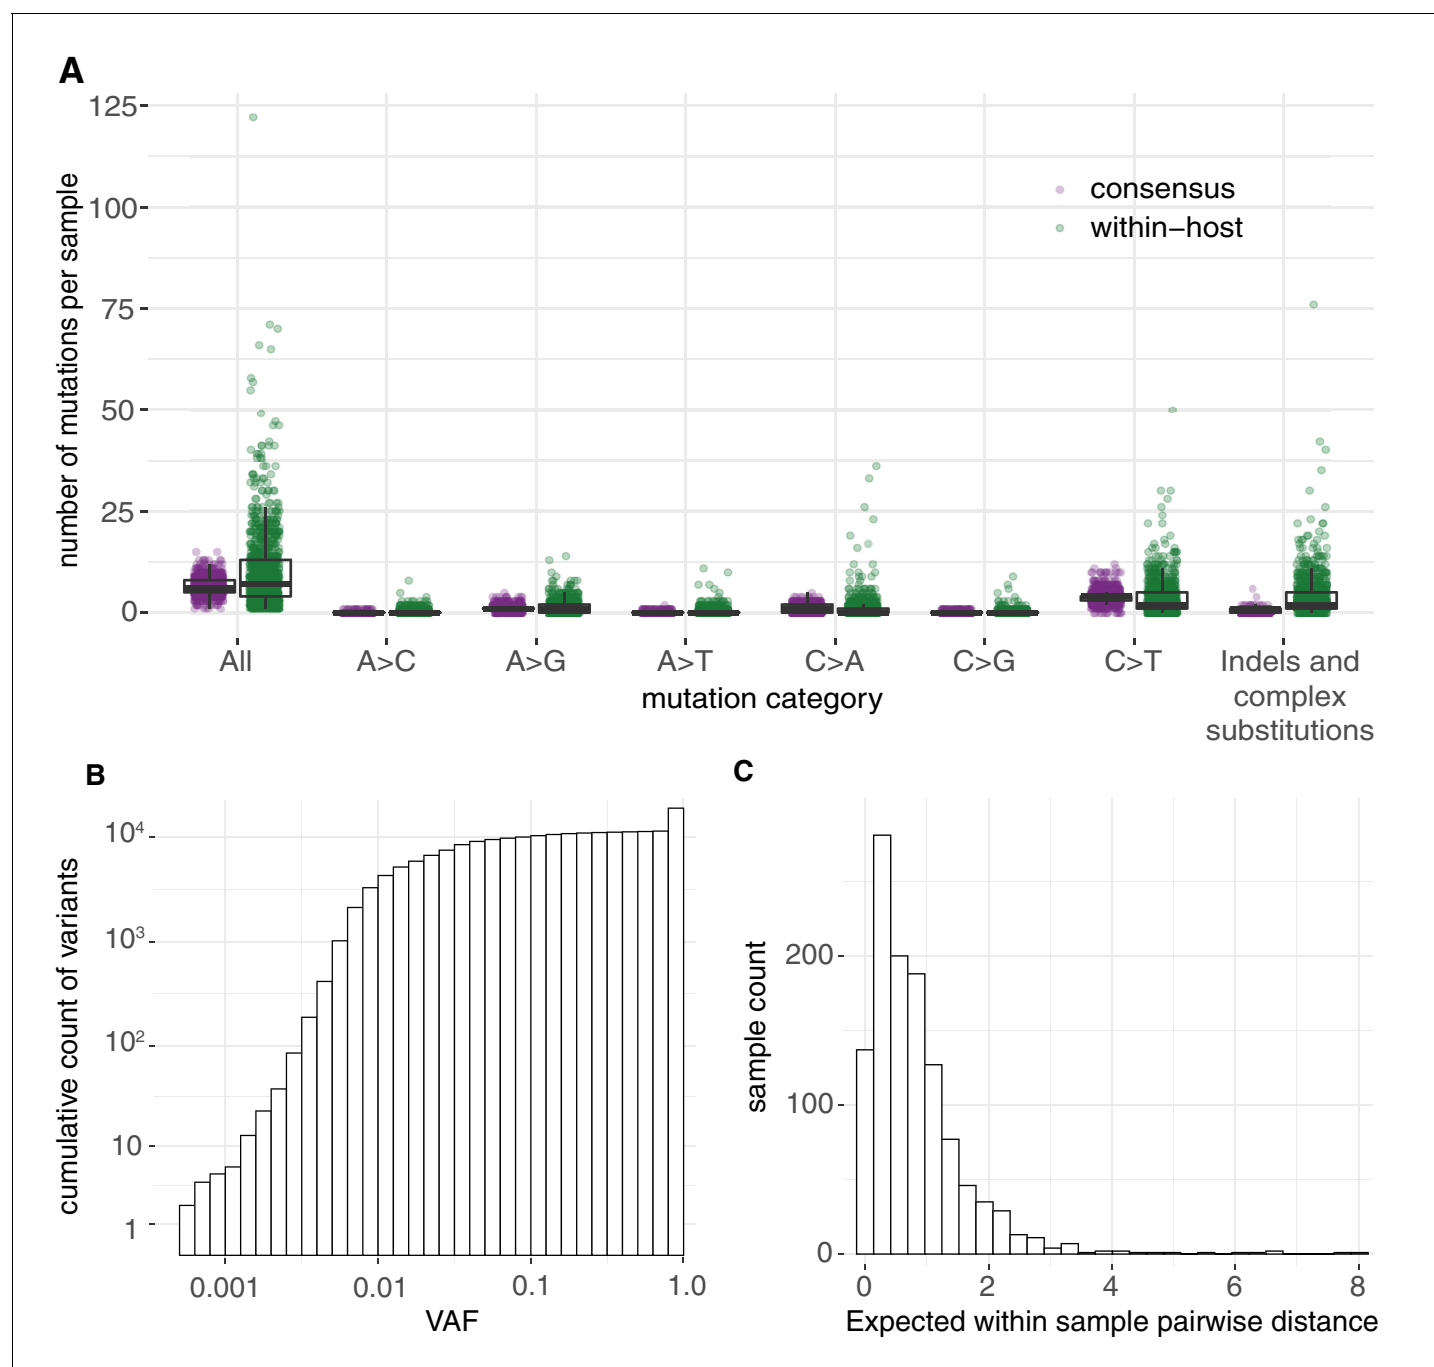 A
125
100
75
50
25
0
number of mutations per sample
consensus
within−host
All
A>C
A>G
A>T
C>A
C>G
C>T
Indels and
complex
substitutions
mutation category
B
10⁴
10³
10²
10
1
cumulative count of variants
0.001
0.01
0.1
1.0
VAF
C
200
100
0
sample count
0
2
4
6
8
Expected within sample pairwise distance